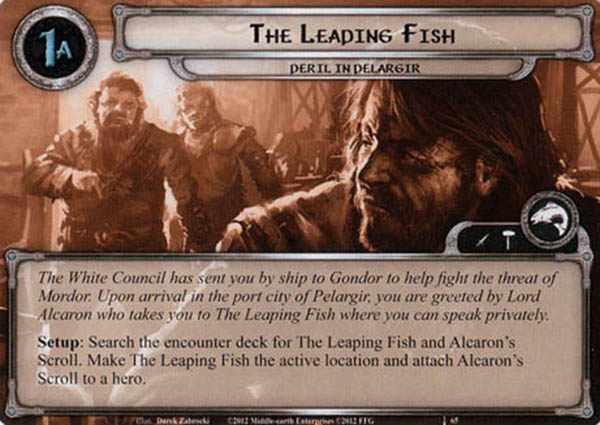 1A
THE LEAPING FISH
PERIL IN PELARGIR
The White Council has sent you by ship to Gondor to help fight the threat of
Mordor. Upon arrival in the port city of Pelargir, you are greeted by Lord
Alcaron who takes you to The Leaping Fish where you can speak privately.
Setup: Search the encounter deck for The Leaping Fish and Alcaron's
Scroll. Make The Leaping Fish the active location and attach Alcaron's
Scroll to a hero.
Illus. Darek Zabrocki ©2012 Middle-earth Enterprises ©2012 FFG 65